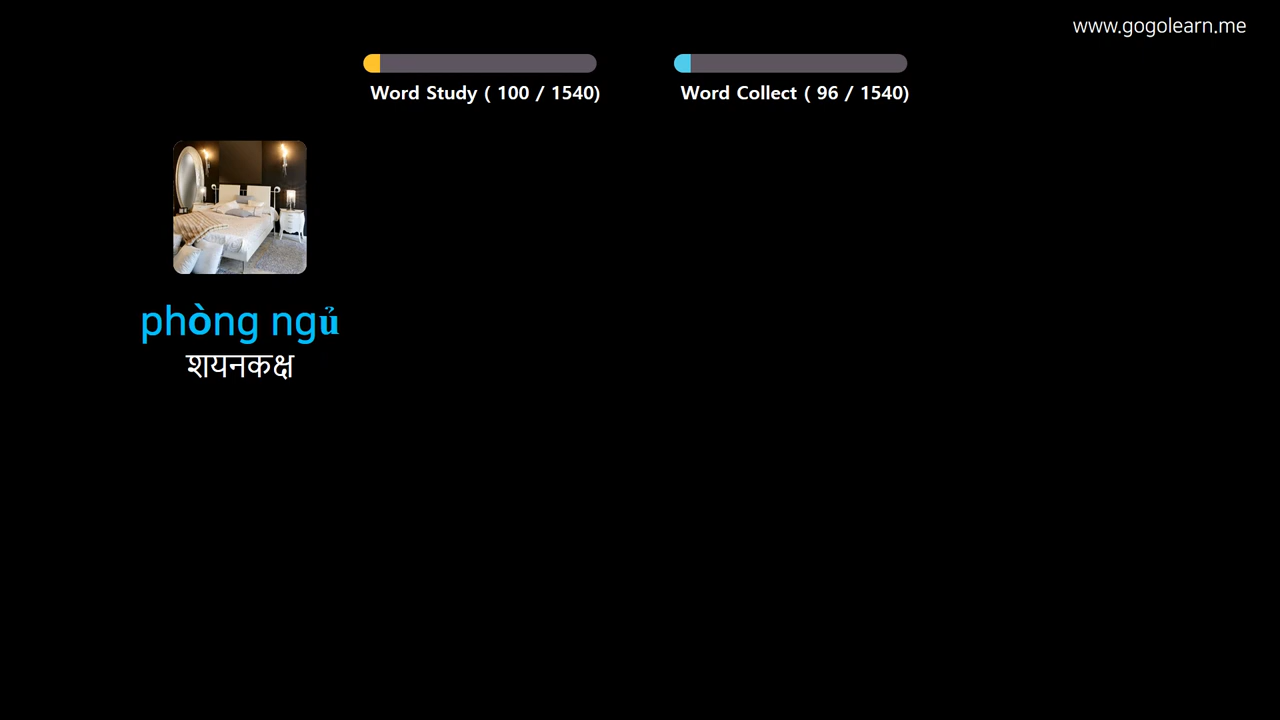 www.gogolearn.me
Word Study ( 100 / 1540)
Word Collect ( 96 / 1540)
phòng ngủ
शयनकक्ष